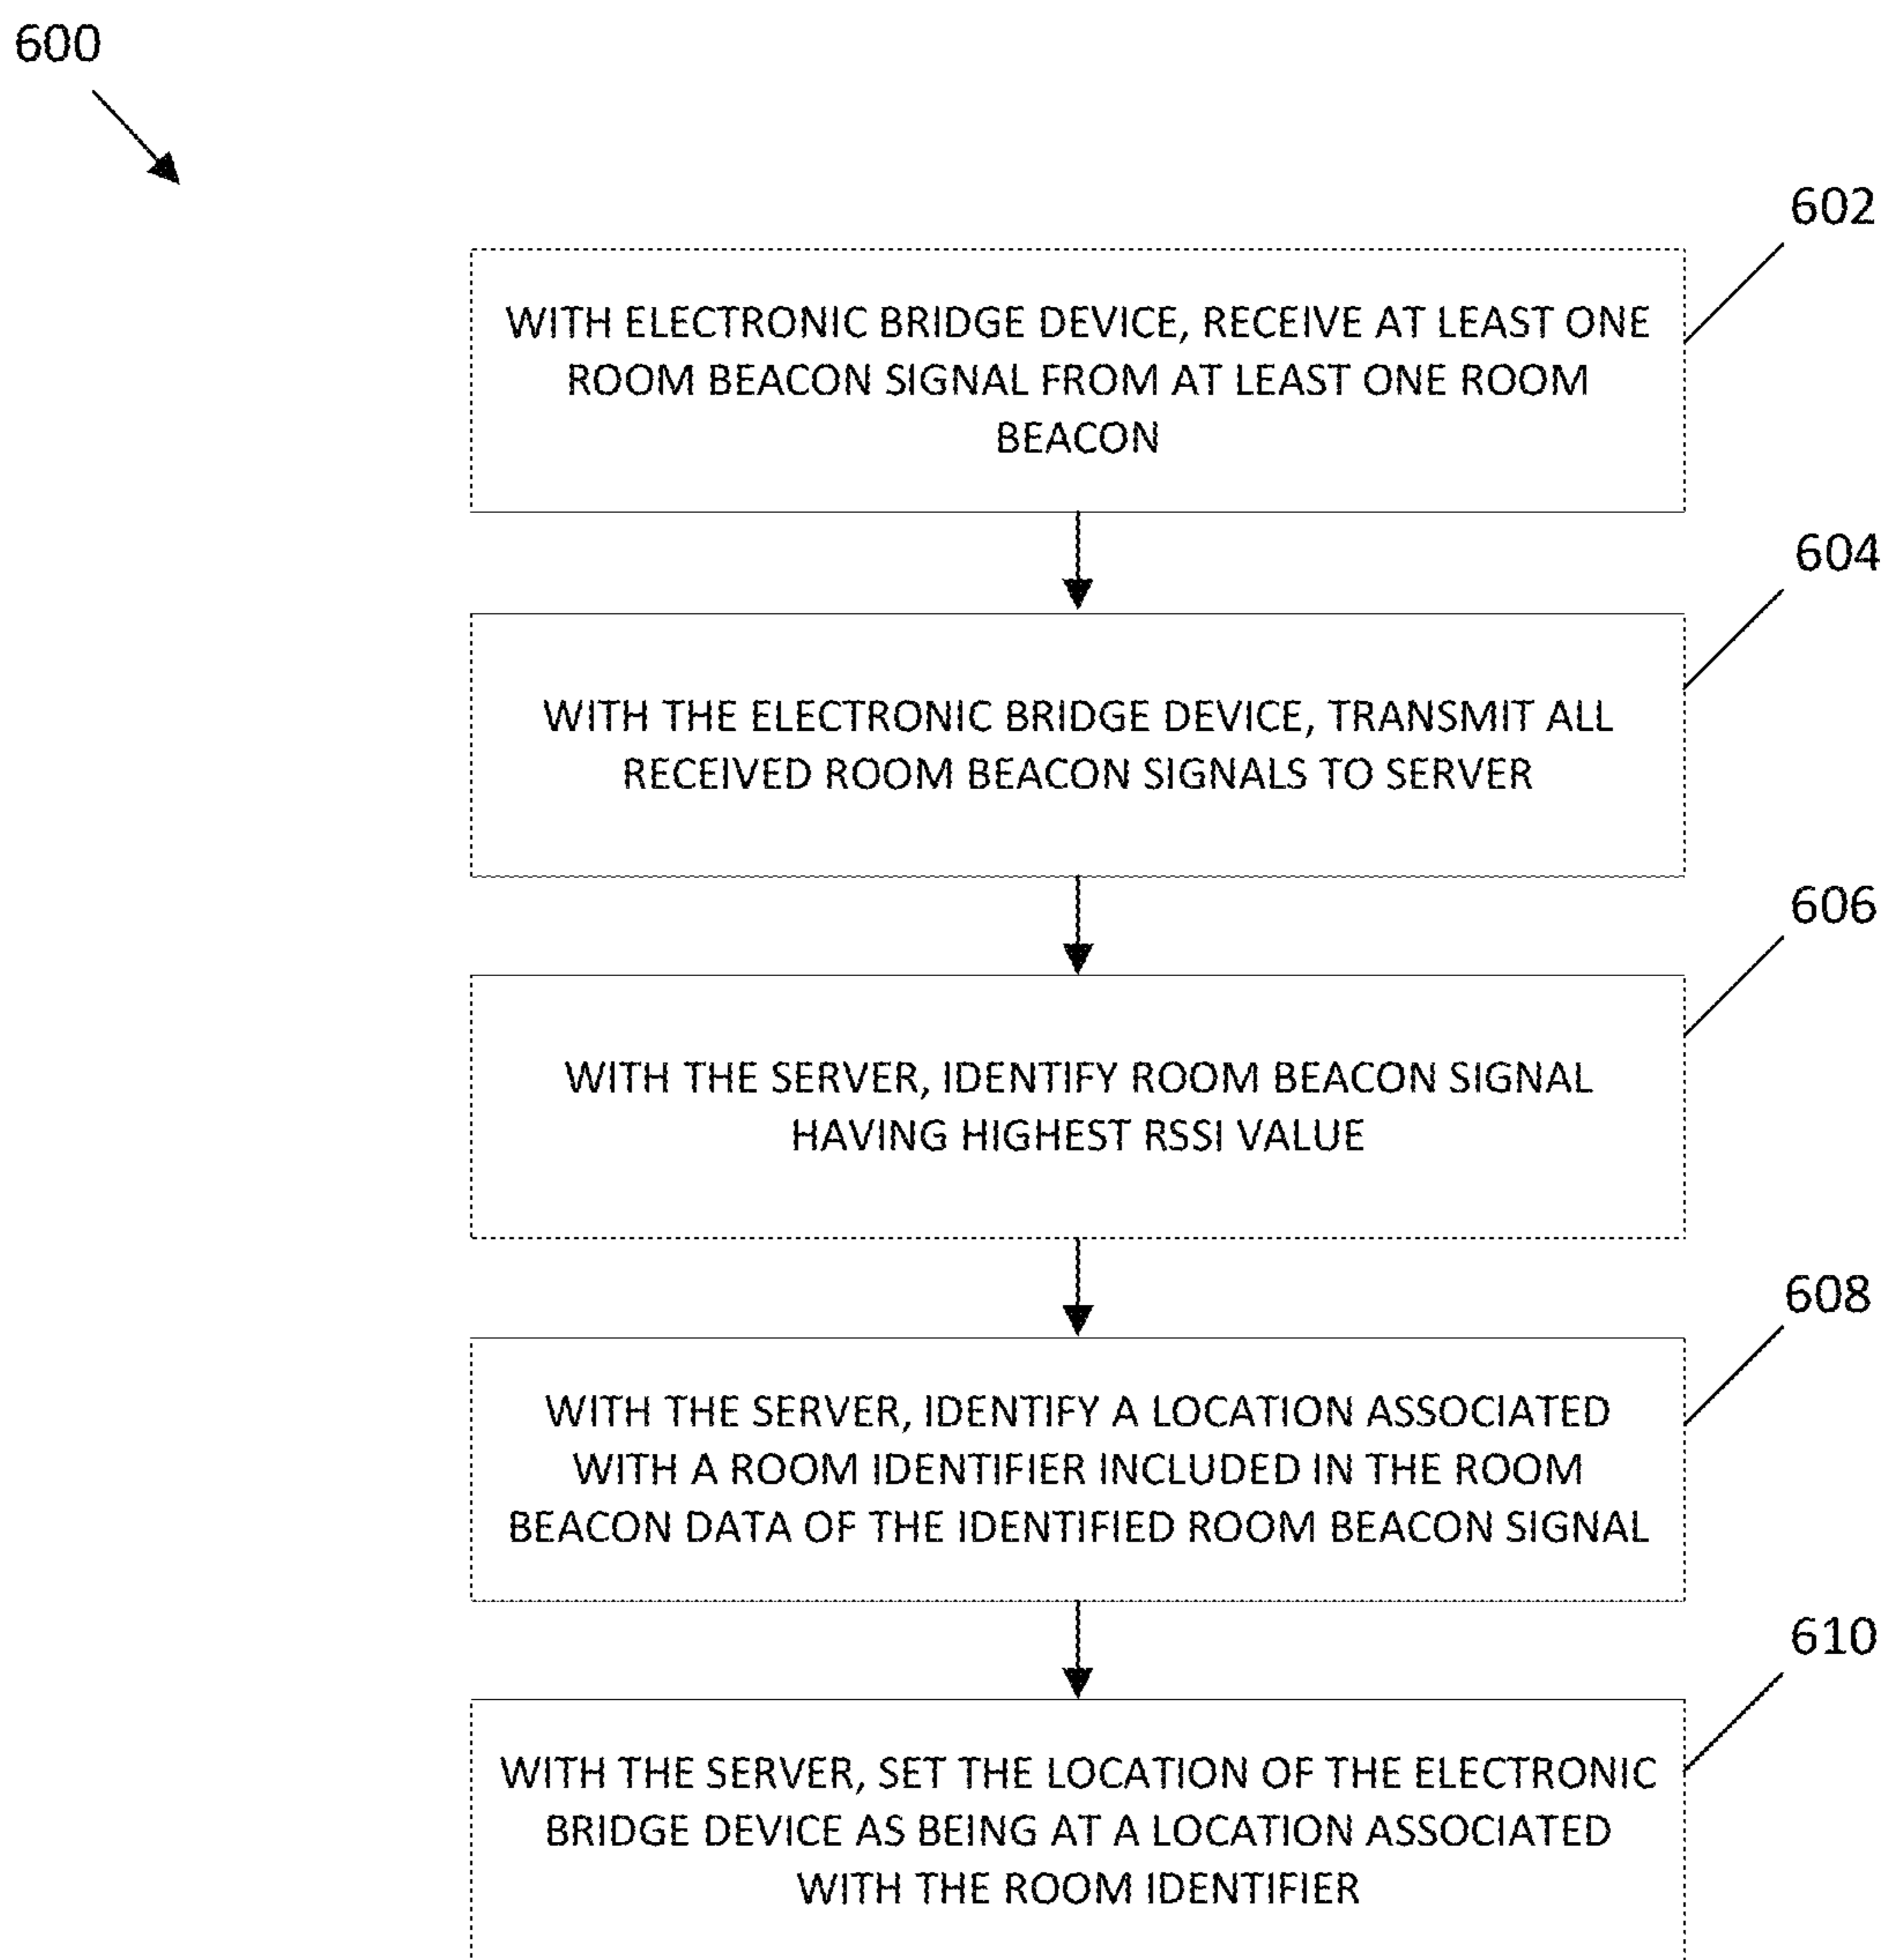 600
602
WITH ELECTRONIC BRIDGE DEVICE, RECEIVE AT LEAST ONE
ROOM BEACON SIGNAL FROM AT LEAST ONE ROOM
BEACON
604
WITH THE ELECTRONIC BRIDGE DEVICE, TRANSMIT ALL
RECEIVED ROOM BEACON SIGNALS TO SERVER
606
WITH THE SERVER, IDENTIFY ROOM BEACON SIGNAL
HAVING HIGHEST RSSI VALUE
608
WITH THE SERVER, IDENTIFY A LOCATION ASSOCIATED
WITH A ROOM IDENTIFIER INCLUDED IN THE ROOM
BEACON DATA OF THE IDENTIFIED ROOM BEACON SIGNAL
610
WITH THE SERVER, SET THE LOCATION OF THE ELECTRONIC
BRIDGE DEVICE AS BEING AT A LOCATION ASSOCIATED
WITH THE ROOM IDENTIFIER